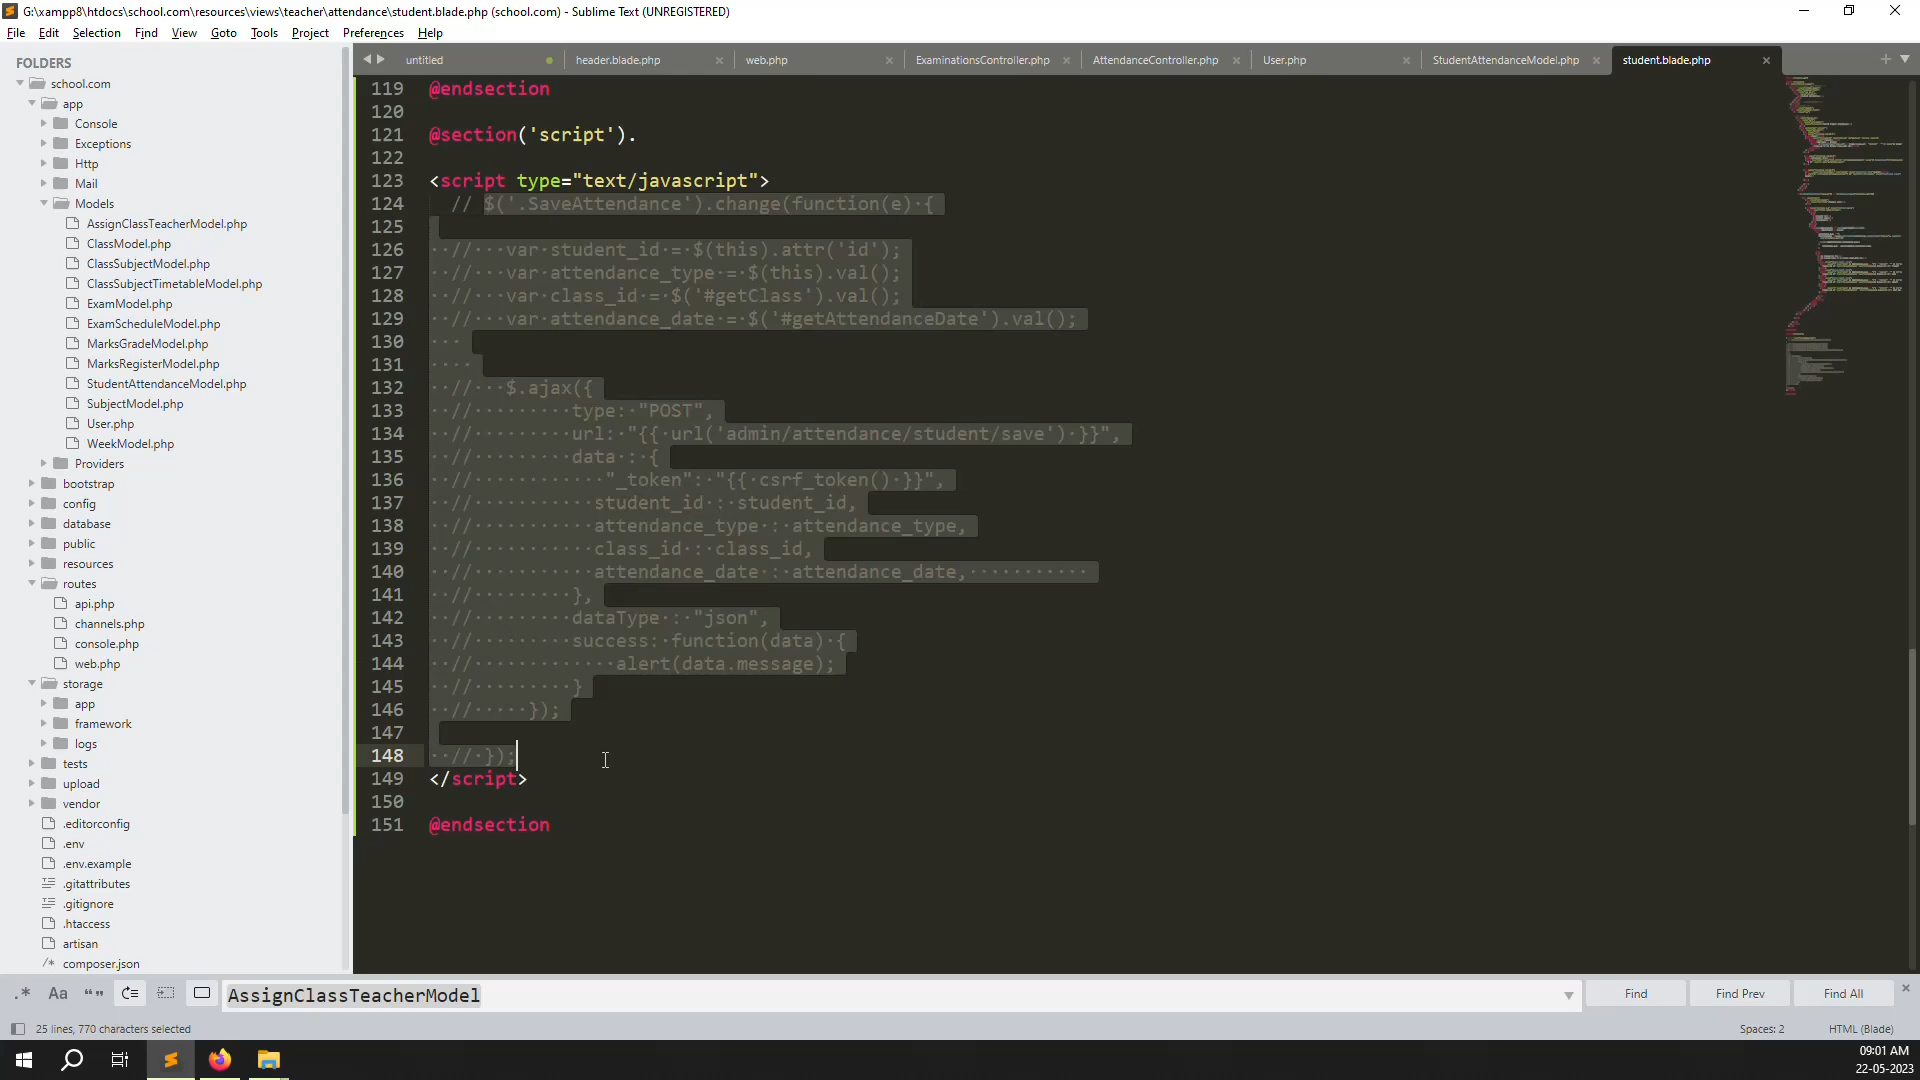 G:\xampp8\htdocs\school.com\resources\views\teacher\attendance\student.blade.php (school.com) - Sublime Text (UNREGISTERED)
File Edit Selection Find View Goto Tools Project Preferences Help
FOLDERS
school.com
app
Console
Exceptions
Http
Mail
Models
AssignClassTeacherModel.php
ClassModel.php
ClassSubjectModel.php
ClassSubjectTimetableModel.php
ExamModel.php
ExamScheduleModel.php
MarksGradeModel.php
MarksRegisterModel.php
StudentAttendanceModel.php
SubjectModel.php
User.php
WeekModel.php
Providers
bootstrap
config
database
public
resources
routes
api.php
channels.php
console.php
web.php
storage
app
framework
logs
tests
upload
vendor
.editorconfig
.env
.env.example
.gitattributes
.gitignore
.htaccess
artisan
composer.json
untitled header.blade.php web.php ExaminationsController.php AttendanceController.php User.php StudentAttendanceModel.php student.blade.php
119 @endsection
120
121 @section('script').
122
123 <script type="text/javascript">
124 // $('.SaveAttendance').change(function(e) {
125
126 // var student_id = $(this).attr('id');
127 // var attendance_type = $(this).val();
128 // var class_id = $('#getClass').val();
129 // var attendance_date = $('#getAttendanceDate').val();
130
131
132 // $.ajax({
133 // type: "POST",
134 // url: "{{ url('admin/attendance/student/save') }}",
135 // data : {
136 // "_token": "{{ csrf_token() }}",
137 // student_id : student_id,
138 // attendance_type : attendance_type,
139 // class_id : class_id,
140 // attendance_date : attendance_date,
141 // },
142 // dataType : "json",
143 // success: function(data) {
144 // alert(data.message);
145 // }
146 // });
147
148 // });
149 </script>
150
151 @endsection
.* Aa “” AssignClassTeacherModel Find Find Prev Find All
25 lines, 770 characters selected Spaces: 2 HTML (Blade)
09:01 AM
22-05-2023